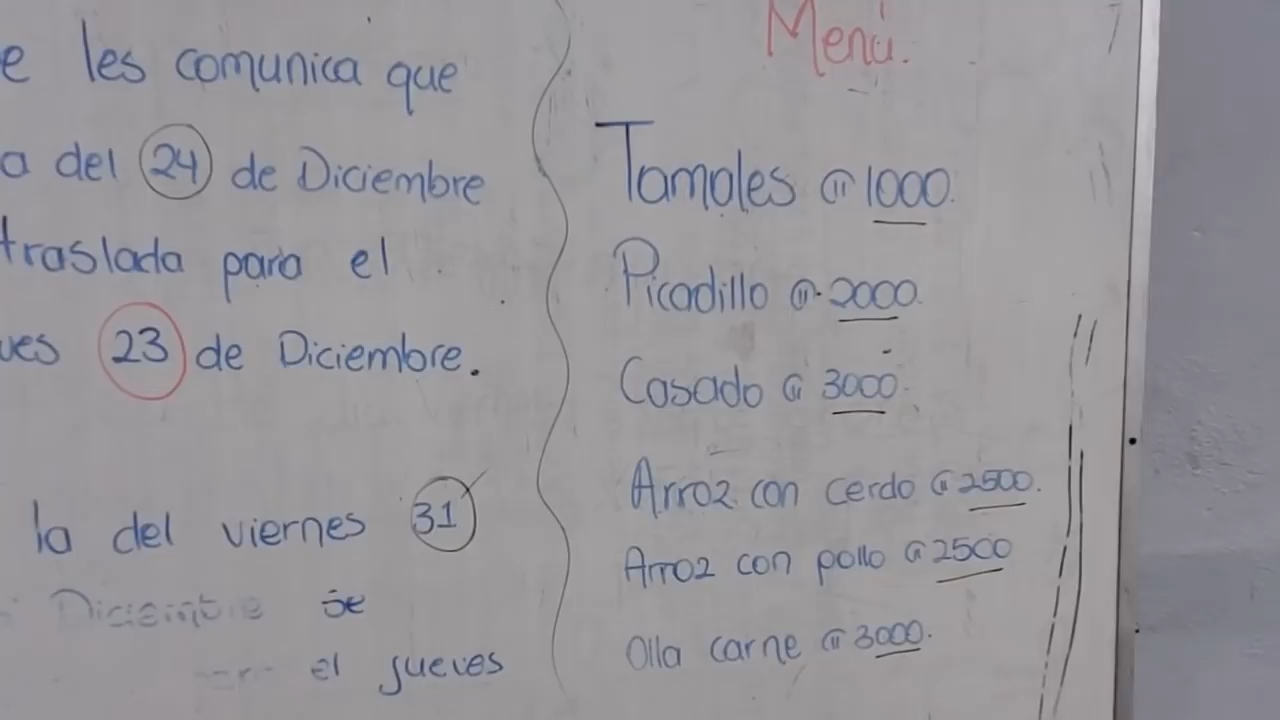 e les comunica que
a del 24 de Diciembre
traslada para el
ves 23 de Diciembre.
la del viernes 31
Diciembre se
el jueves
Menú.
Tamales ₡ 1000.
Picadillo ₡ 2000.
Casado ₡ 3000.
Arroz con cerdo ₡ 2500.
Arroz con pollo ₡ 2500
Olla carne ₡ 3000.